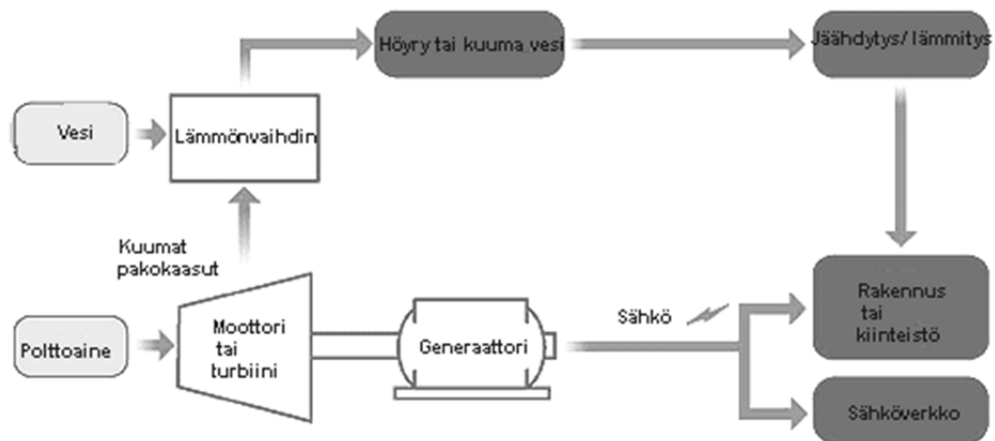 Höyry tai kuuma vesi
Jäähdytys/ lämmitys
Vesi
Lämmönvaihdin
Kuumat
pakokaasut
Polttoaine
Moottori
tai
turbiini
Generaattori
Sähkö
Rakennus
tai
kiinteistö
Sähköverkko